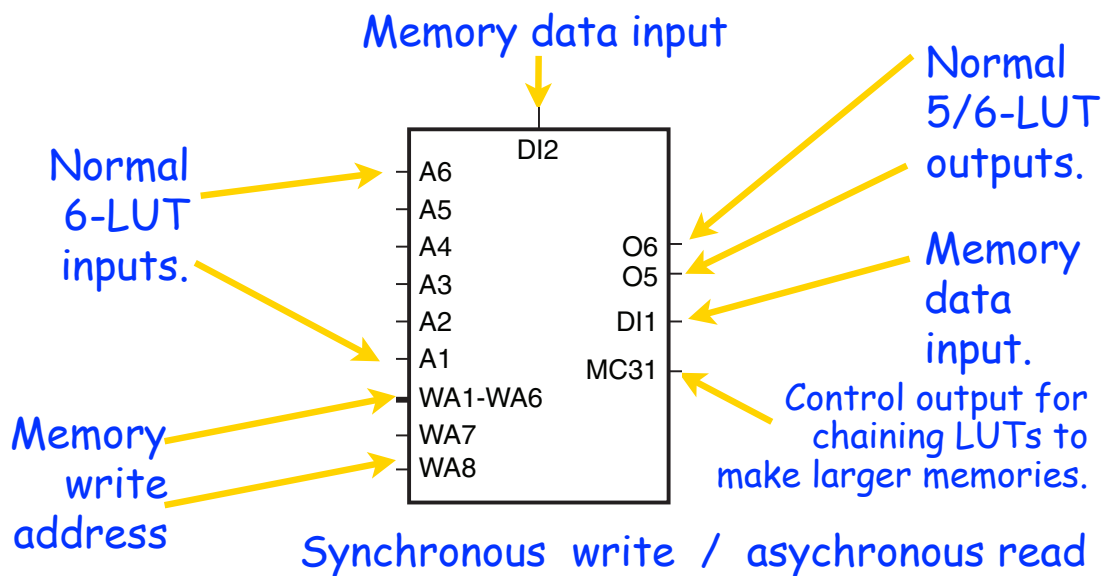 Memory data input
Normal
6-LUT
inputs.
Memory
write
address
DI2
A6
A5
A4
A3
A2
A1
WA1-WA6
WA7
WA8
O6
O5
DI1
MC31
Normal
5/6-LUT
outputs.
Memory
data
input.
Control output for
chaining LUTs to
make larger memories.
Synchronous write / asychronous read